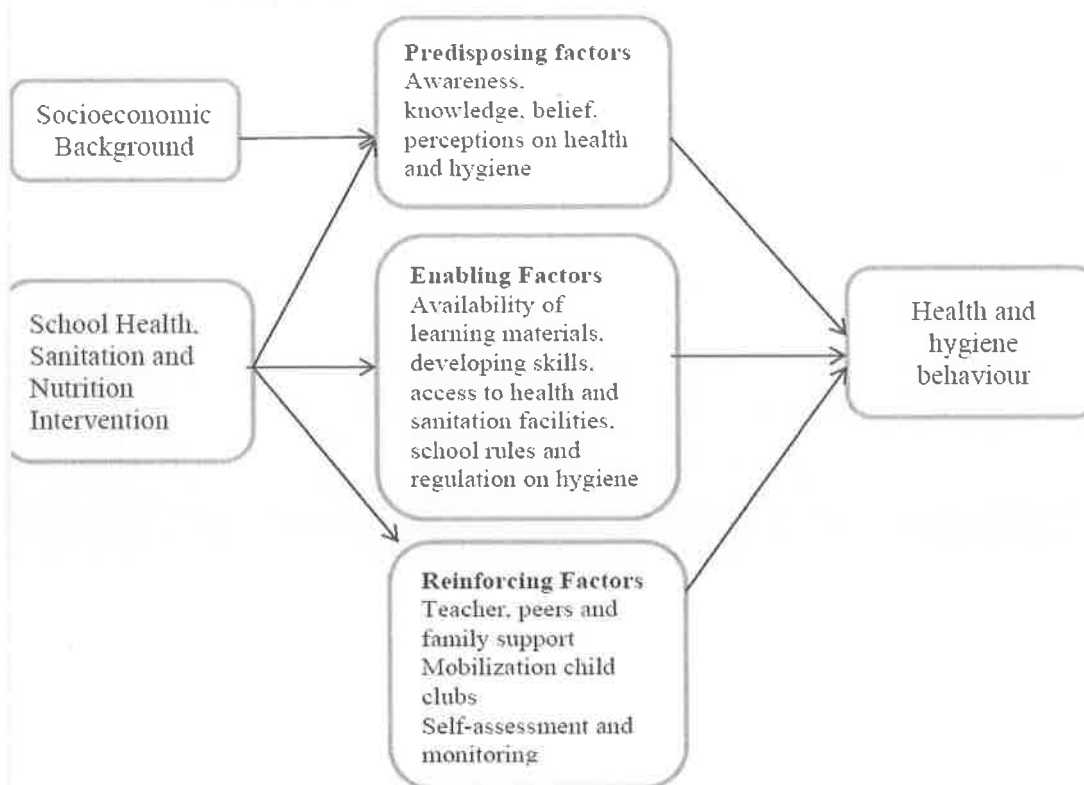 Socioeconomic
Background
School Health,
Sanitation and
Nutrition
Intervention
Predisposing factors
Awareness,
knowledge, belief,
perceptions on health
and hygiene
Enabling Factors
Availability of
learning materials,
developing skills,
access to health and
sanitation facilities,
school rules and
regulation on hygiene
Reinforcing Factors
Teacher, peers and
family support
Mobilization child
clubs
Self-assessment and
monitoring
Health and
hygiene
behaviour